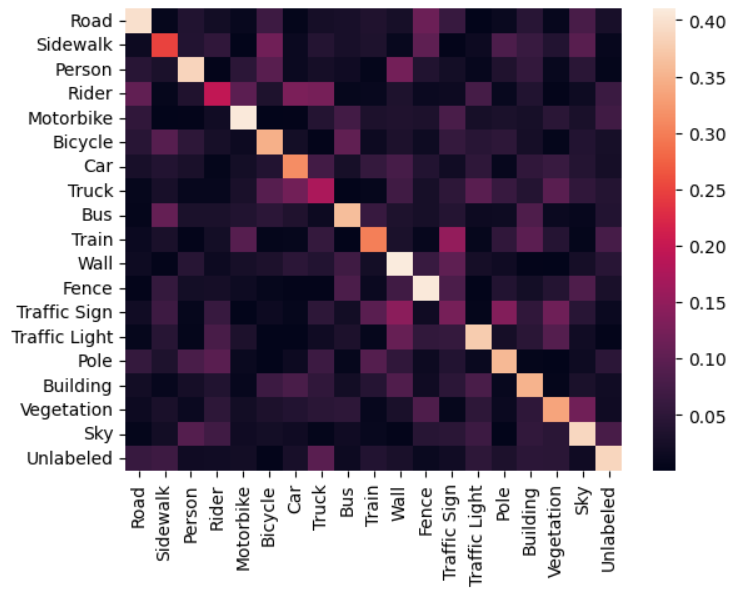 Road
Sidewalk
Person
Rider
Motorbike
Bicycle
Car
Truck
Bus
Train
Wall
Fence
Traffic Sign
Traffic Light
Pole
Building
Vegetation
Sky
Unlabeled
Road
Sidewalk
Person
Rider
Motorbike
Bicycle
Car
Truck
Bus
Train
Wall
Fence
Traffic Sign
Traffic Light
Pole
Building
Vegetation
Sky
Unlabeled
0.40
0.35
0.30
0.25
0.20
0.15
0.10
0.05